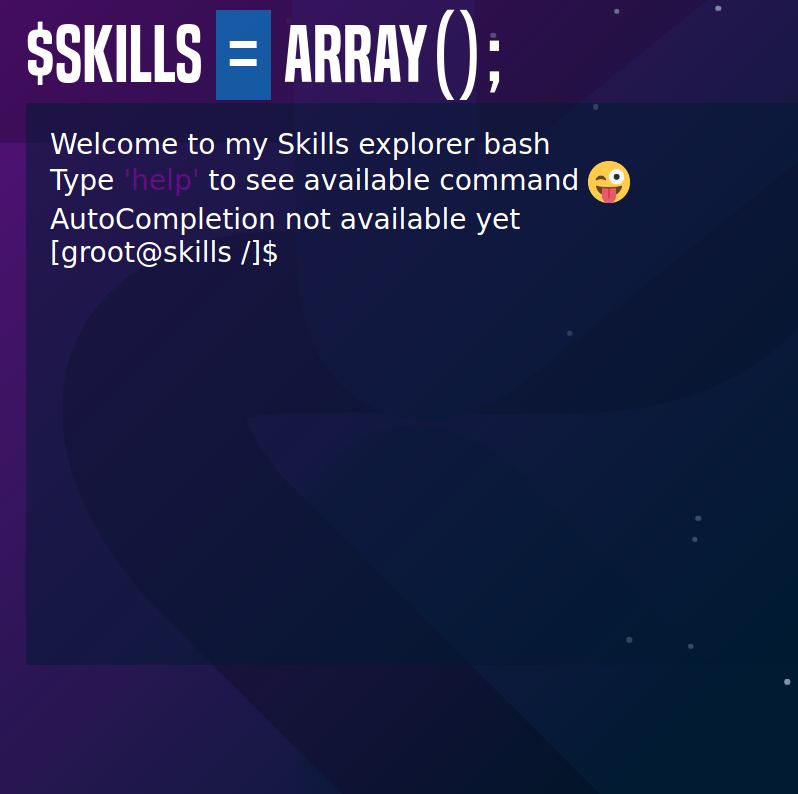 $SKILLS = ARRAY();
Welcome to my Skills explorer bash
Type 'help' to see available command 😜
AutoCompletion not available yet
[groot@skills /]$